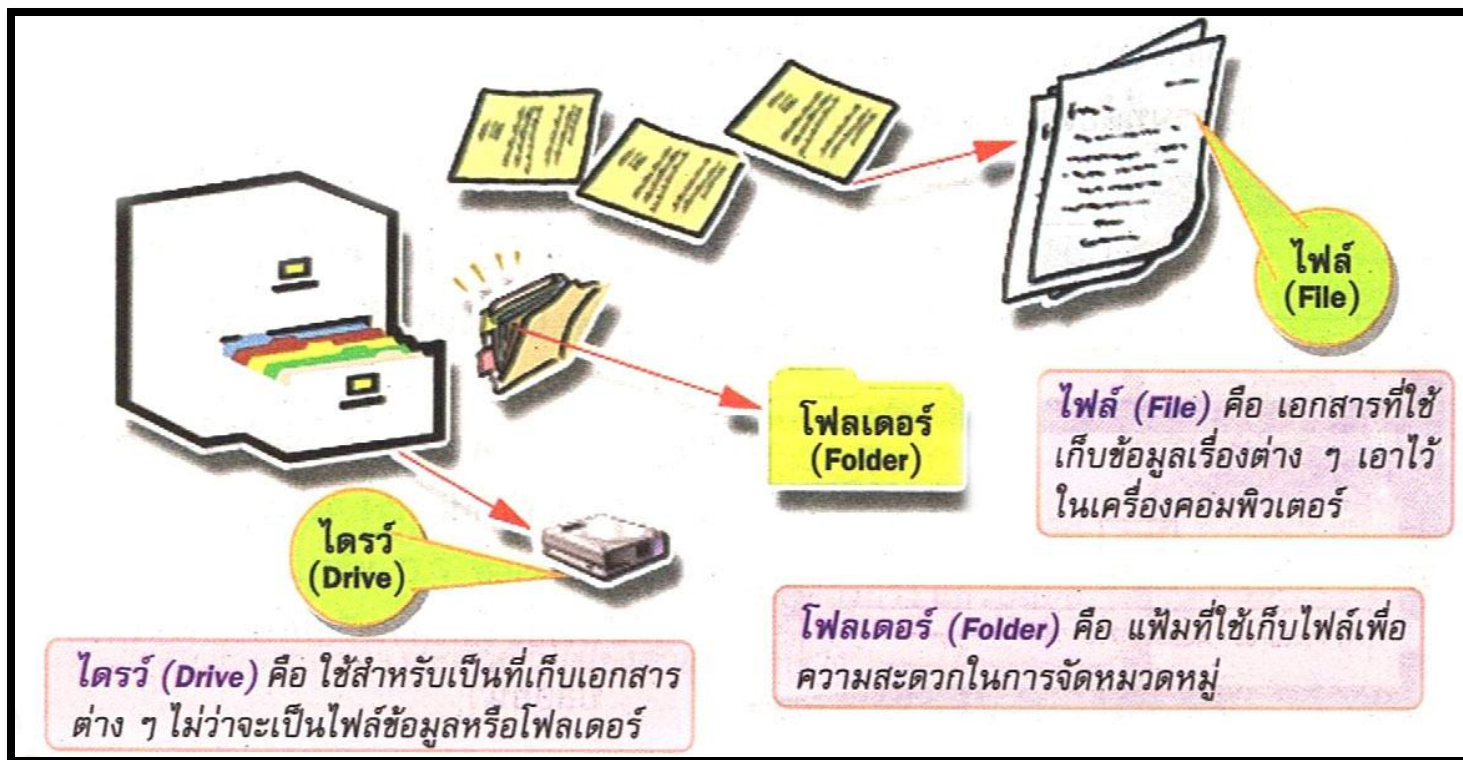 ไฟล์
(File)
ไฟล์ (File) คือ เอกสารที่ใช้
เก็บข้อมูลเรื่องต่าง ๆ เอาไว้
ในเครื่องคอมพิวเตอร์
โฟลเดอร์
(Folder)
ไดรว์
(Drive)
โฟลเดอร์ (Folder) คือ แฟ้มที่ใช้เก็บไฟล์เพื่อ
ความสะดวกในการจัดหมวดหมู่
ไดรว์ (Drive) คือ ใช้สำหรับเป็นที่เก็บเอกสาร
ต่าง ๆ ไม่ว่าจะเป็นไฟล์ข้อมูลหรือโฟลเดอร์